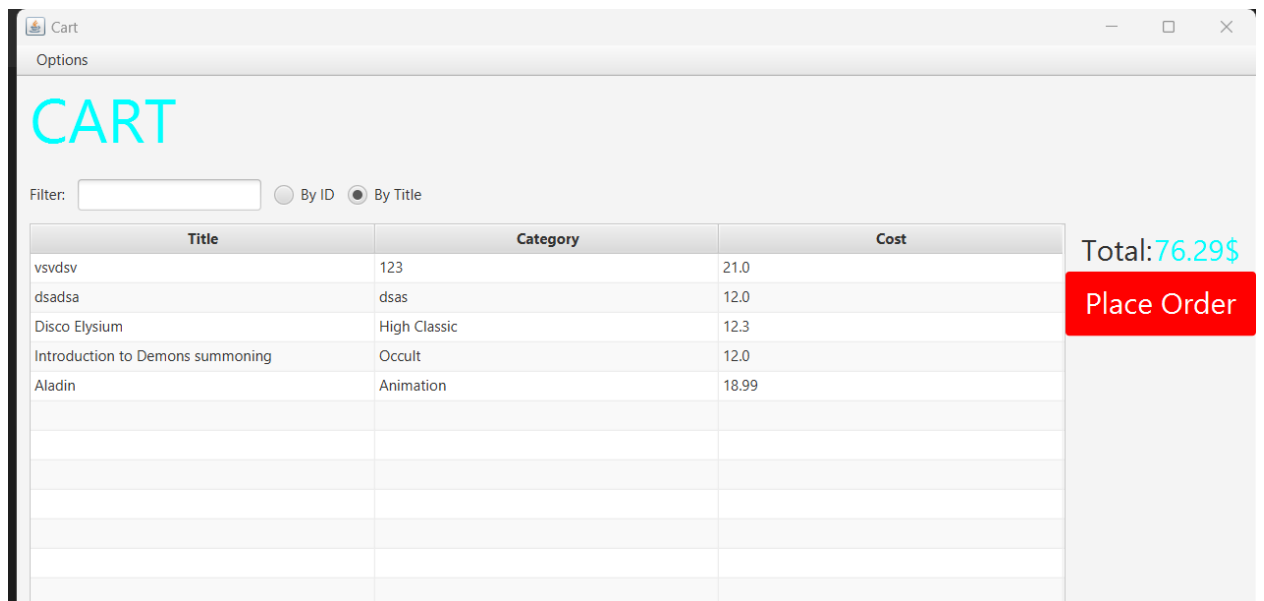 Cart
Options
CART
Filter: By ID By Title
Title Category Cost
vsvdsv 123 21.0
dsadsa dsas 12.0
Disco Elysium High Classic 12.3
Introduction to Demons summoning Occult 12.0
Aladin Animation 18.99
Total:76.29$
Place Order